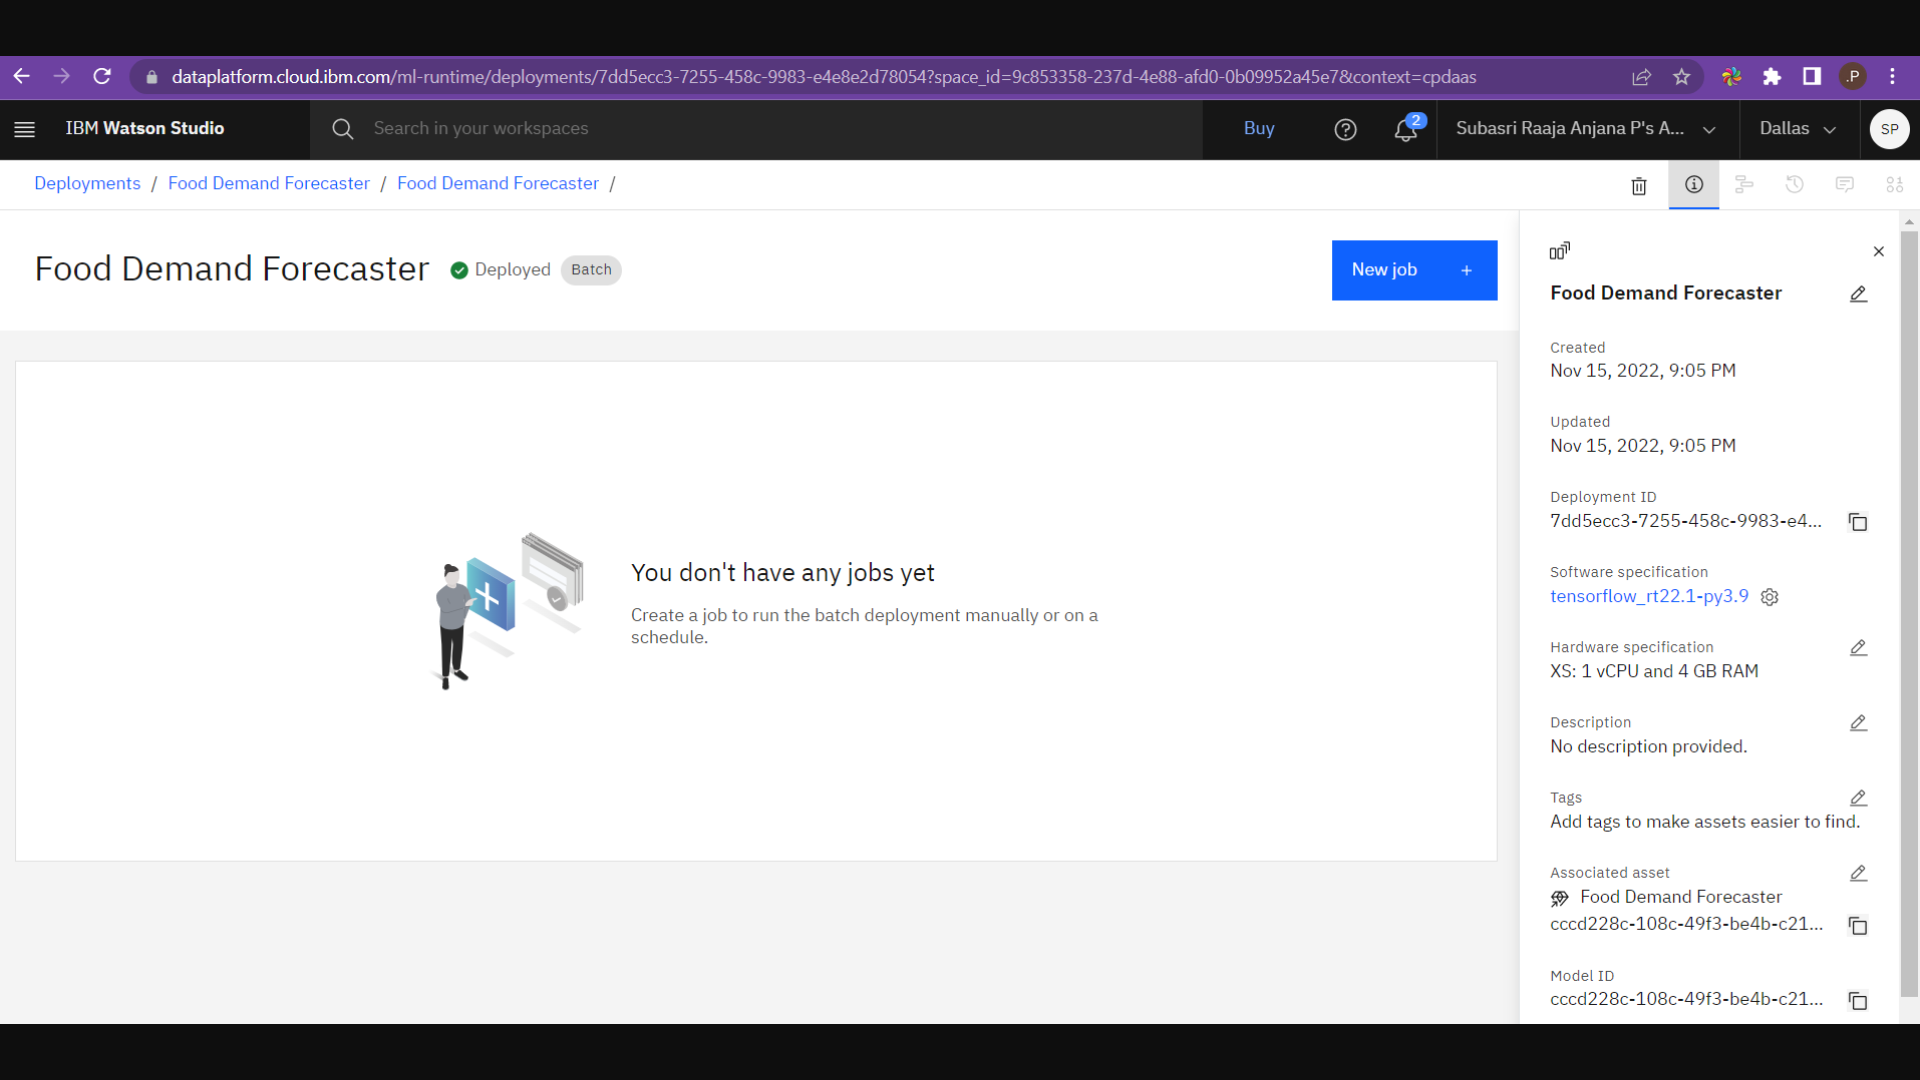 dataplatform.cloud.ibm.com/ml-runtime/deployments/7dd5ecc3-7255-458c-9983-e4e8e2d78054?space_id=9c853358-237d-4e88-afd0-0b09952a45e7&context=cpdaas
.P
IBM Watson Studio
Search in your workspaces
Buy
2
Subasri Raaja Anjana P's A...
Dallas
SP
Deployments / Food Demand Forecaster / Food Demand Forecaster /
Food Demand Forecaster
Deployed
Batch
New job +
You don't have any jobs yet
Create a job to run the batch deployment manually or on a
schedule.
Food Demand Forecaster
Created
Nov 15, 2022, 9:05 PM
Updated
Nov 15, 2022, 9:05 PM
Deployment ID
7dd5ecc3-7255-458c-9983-e4...
Software specification
tensorflow_rt22.1-py3.9
Hardware specification
XS: 1 vCPU and 4 GB RAM
Description
No description provided.
Tags
Add tags to make assets easier to find.
Associated asset
Food Demand Forecaster
cccd228c-108c-49f3-be4b-c21...
Model ID
cccd228c-108c-49f3-be4b-c21...